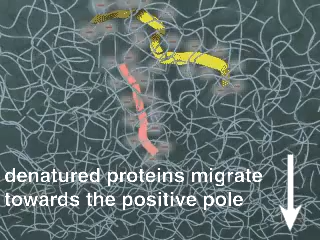 denatured proteins migrate
towards the positive pole